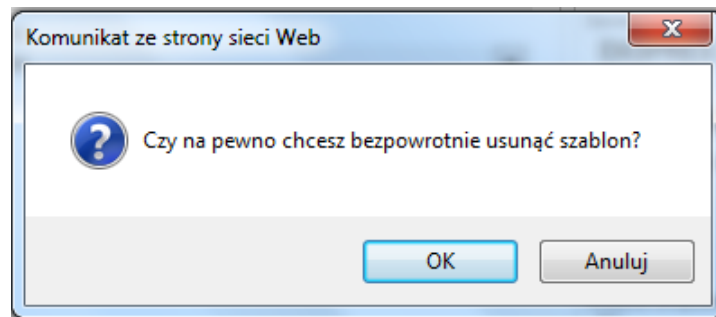 Komunikat ze strony sieci Web
Czy na pewno chcesz bezpowrotnie usunąć szablon?
OK
Anuluj